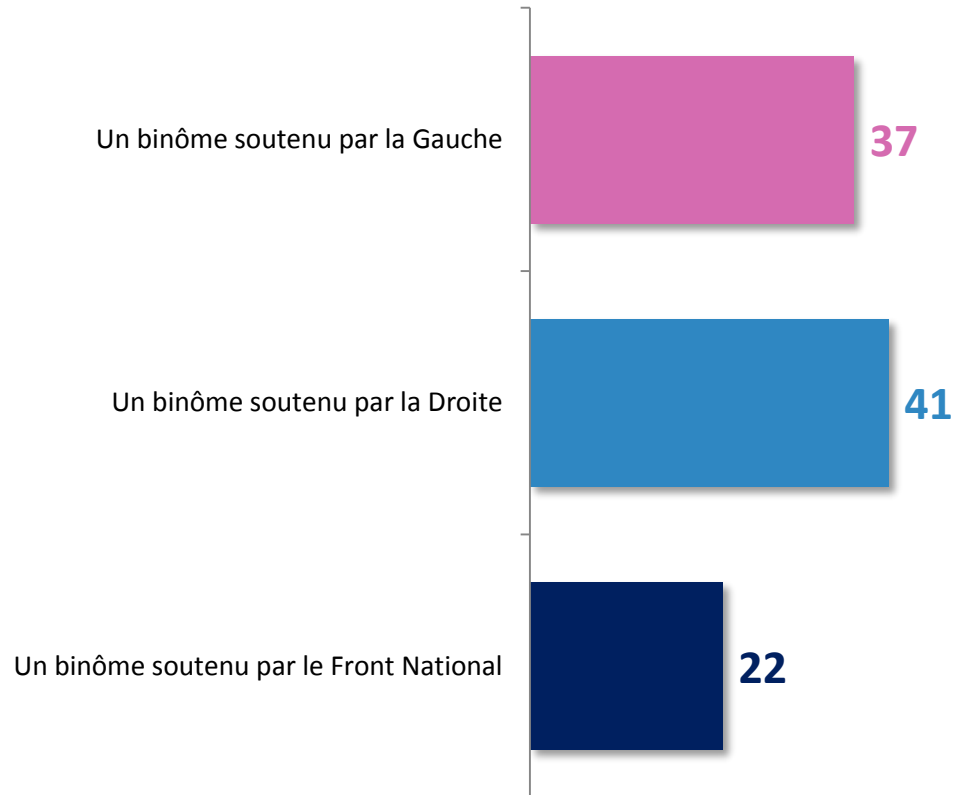 Un binôme soutenu par la Gauche
37
Un binôme soutenu par la Droite
41
Un binôme soutenu par le Front National
22